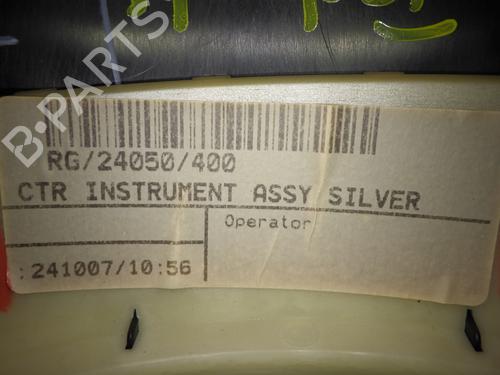 RG/24050/400
CTR INSTRUMENT ASSY SILVER
Operator
:241007/10:56
B-PARTS